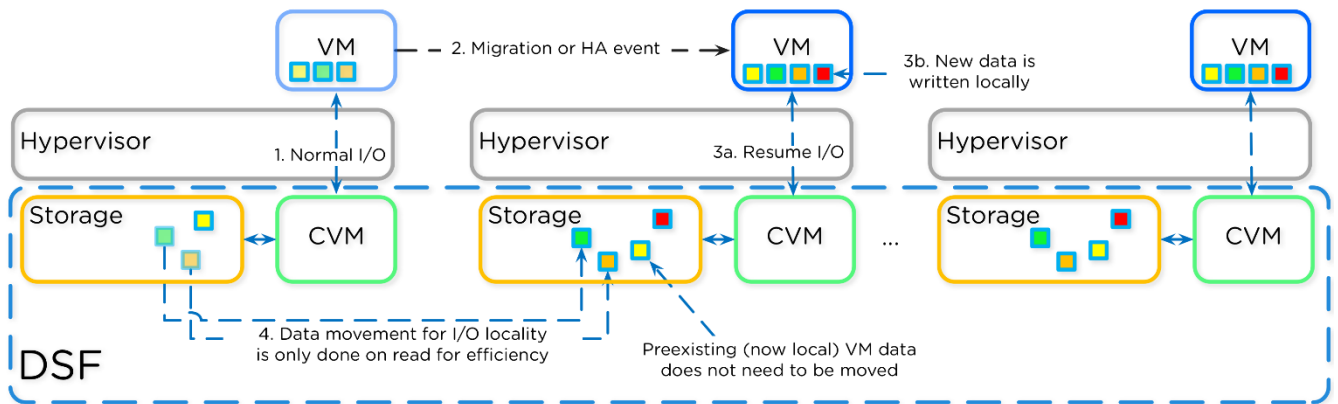 VM
2. Migration or HA event
VM
3b. New data is
written locally
VM
Hypervisor
1. Normal I/O
Hypervisor
3a. Resume I/O
Hypervisor
Storage
CVM
Storage
CVM
...
Storage
CVM
4. Data movement for I/O locality
is only done on read for efficiency
Preexisting (now local) VM data
does not need to be moved
DSF